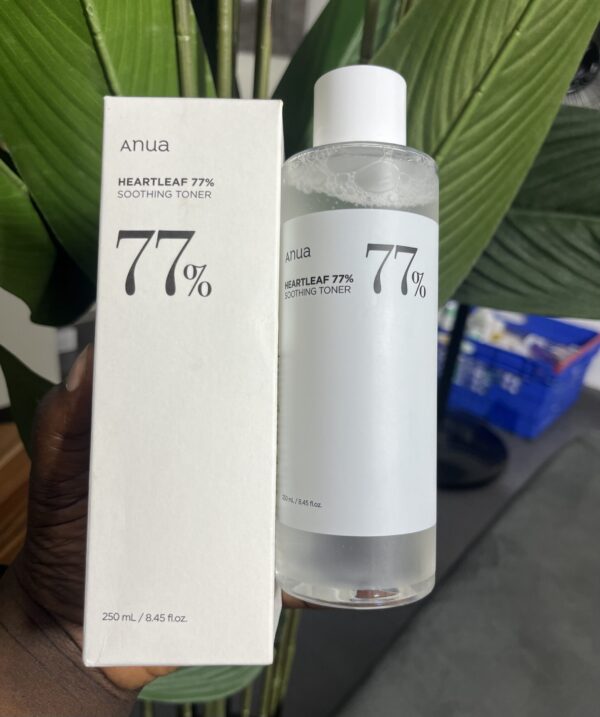 Anua
HEARTLEAF 77%
SOOTHING TONER
77%
250 mL / 8.45 fl.oz.
Anua
HEARTLEAF 77%
SOOTHING TONER
77%
250 mL / 8.45 fl.oz.